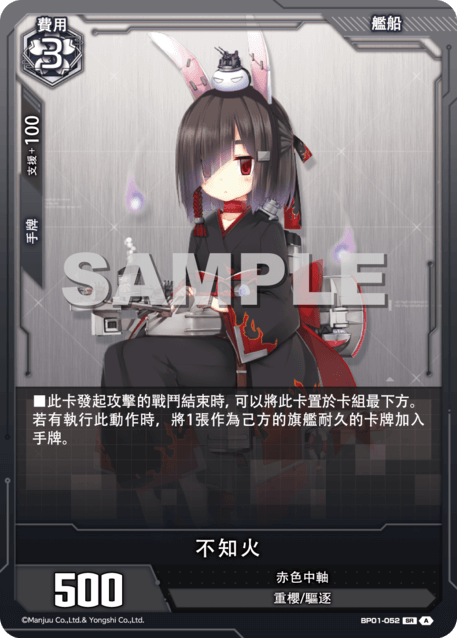 費用
艦船
3
支援+100
手牌
SAMPLE
■此卡發起攻擊的戰鬥結束時, 可以將此卡置於卡組最下方。
若有執行此動作時, 將1張作為己方的旗艦耐久的卡牌加入
手牌。
不知火
500
赤色中軸
重櫻/驅逐
©Manjuu Co.,Ltd.& Yongshi Co.,Ltd.
BP01-052 SR A